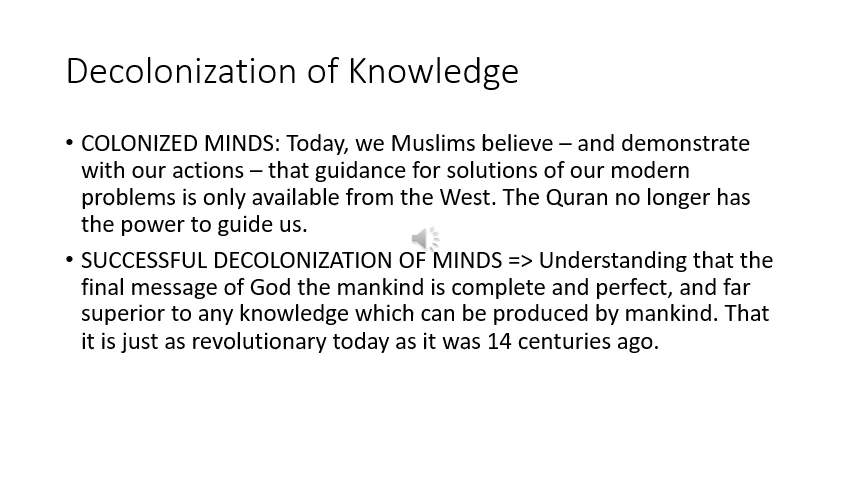 Decolonization of Knowledge
• COLONIZED MINDS: Today, we Muslims believe – and demonstrate
with our actions – that guidance for solutions of our modern
problems is only available from the West. The Quran no longer has
the power to guide us.
• SUCCESSFUL DECOLONIZATION OF MINDS => Understanding that the
final message of God the mankind is complete and perfect, and far
superior to any knowledge which can be produced by mankind. That
it is just as revolutionary today as it was 14 centuries ago.